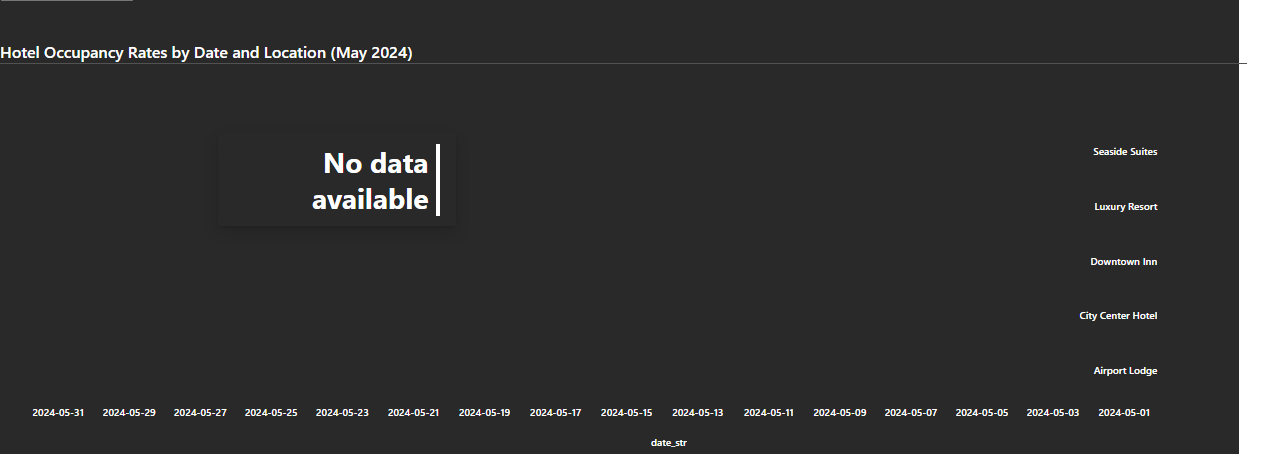 Hotel Occupancy Rates by Date and Location (May 2024)
No data
available
Seaside Suites
Luxury Resort
Downtown Inn
City Center Hotel
Airport Lodge
2024-05-31 2024-05-29 2024-05-27 2024-05-25 2024-05-23 2024-05-21 2024-05-19 2024-05-17 2024-05-15 2024-05-13 2024-05-11 2024-05-09 2024-05-07 2024-05-05 2024-05-03 2024-05-01
date_str